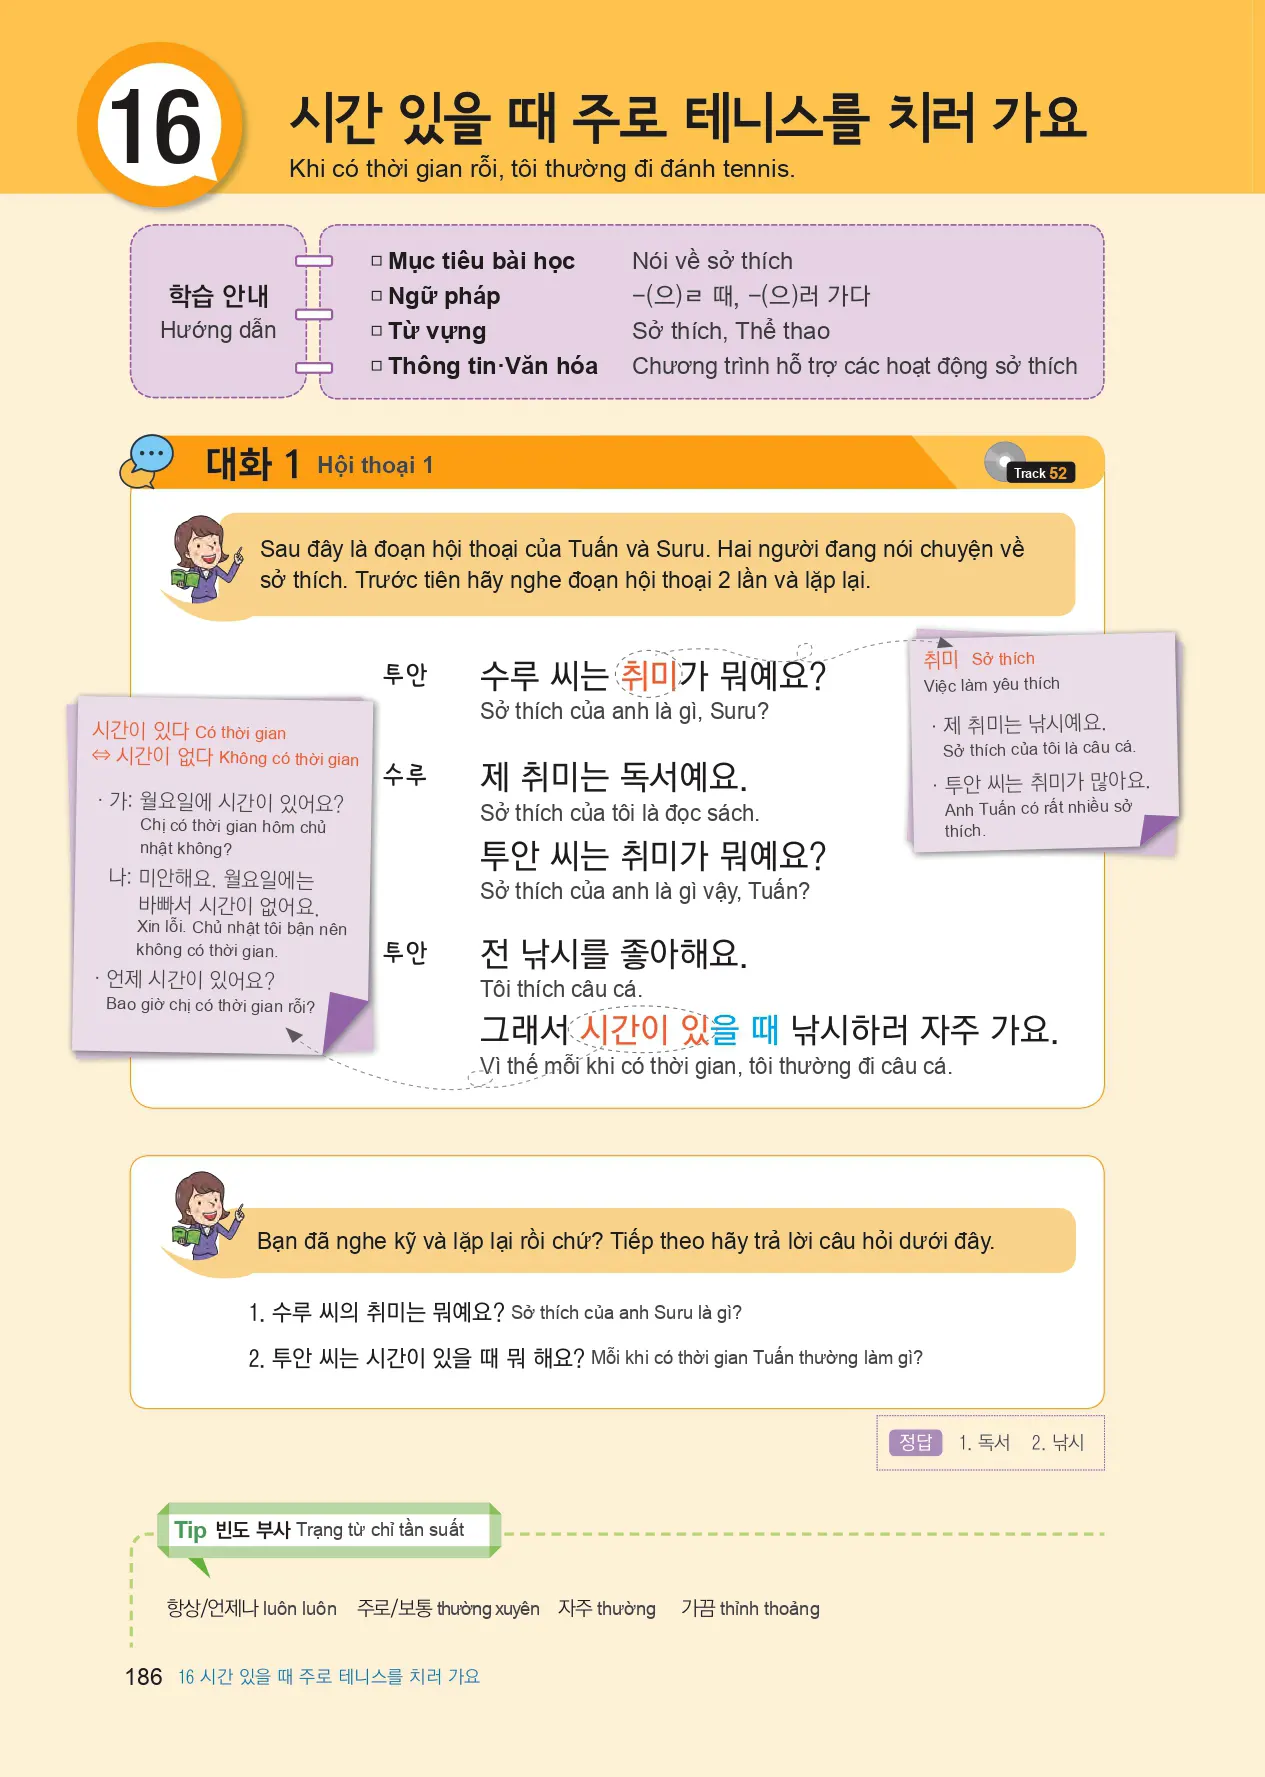 16
시간 있을 때 주로 테니스를 치러 가요
Khi có thời gian rỗi, tôi thường đi đánh tennis.
학습 안내
Hướng dẫn
□ Mục tiêu bài học Nói về sở thích
□ Ngữ pháp –(으)ㄹ 때, –(으)러 가다
□ Từ vựng Sở thích, Thể thao
□ Thông tin·Văn hóa Chương trình hỗ trợ các hoạt động sở thích
대화 1 Hội thoại 1
Track 52
Sau đây là đoạn hội thoại của Tuấn và Suru. Hai người đang nói chuyện về
sở thích. Trước tiên hãy nghe đoạn hội thoại 2 lần và lặp lại.
투안 수루 씨는 취미가 뭐예요?
Sở thích của anh là gì, Suru?
수루 제 취미는 독서예요.
Sở thích của tôi là đọc sách.
투안 씨는 취미가 뭐예요?
Sở thích của anh là gì vậy, Tuấn?
투안 전 낚시를 좋아해요.
Tôi thích câu cá.
그래서 시간이 있을 때 낚시하러 자주 가요.
Vì thế mỗi khi có thời gian, tôi thường đi câu cá.
취미 Sở thích
Việc làm yêu thích
· 제 취미는 낚시예요.
Sở thích của tôi là câu cá.
· 투안 씨는 취미가 많아요.
Anh Tuấn có rất nhiều sở
thích.
시간이 있다 Có thời gian
⇔ 시간이 없다 Không có thời gian
· 가: 월요일에 시간이 있어요?
Chị có thời gian hôm chủ
nhật không?
나: 미안해요. 월요일에는
바빠서 시간이 없어요.
Xin lỗi. Chủ nhật tôi bận nên
không có thời gian.
· 언제 시간이 있어요?
Bao giờ chị có thời gian rỗi?
Bạn đã nghe kỹ và lặp lại rồi chứ? Tiếp theo hãy trả lời câu hỏi dưới đây.
1. 수루 씨의 취미는 뭐예요? Sở thích của anh Suru là gì?
2. 투안 씨는 시간이 있을 때 뭐 해요? Mỗi khi có thời gian Tuấn thường làm gì?
정답 1. 독서 2. 낚시
Tip 빈도 부사 Trạng từ chỉ tần suất
항상/언제나 luôn luôn 주로/보통 thường xuyên 자주 thường 가끔 thỉnh thoảng
186 16 시간 있을 때 주로 테니스를 치러 가요